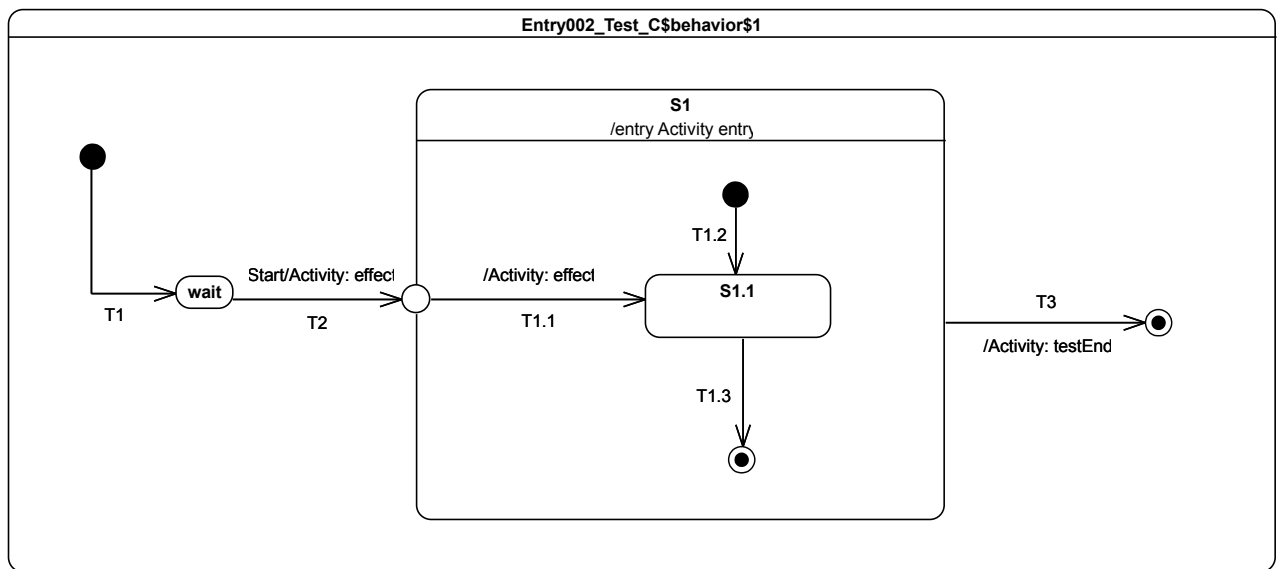 Entry002_Test_C$behavior$1
S1
/entry Activity entry
T1.2
Start/Activity: effect
/Activity: effect
wait
S1.1
T1
T2
T1.1
T3
/Activity: testEnd
T1.3